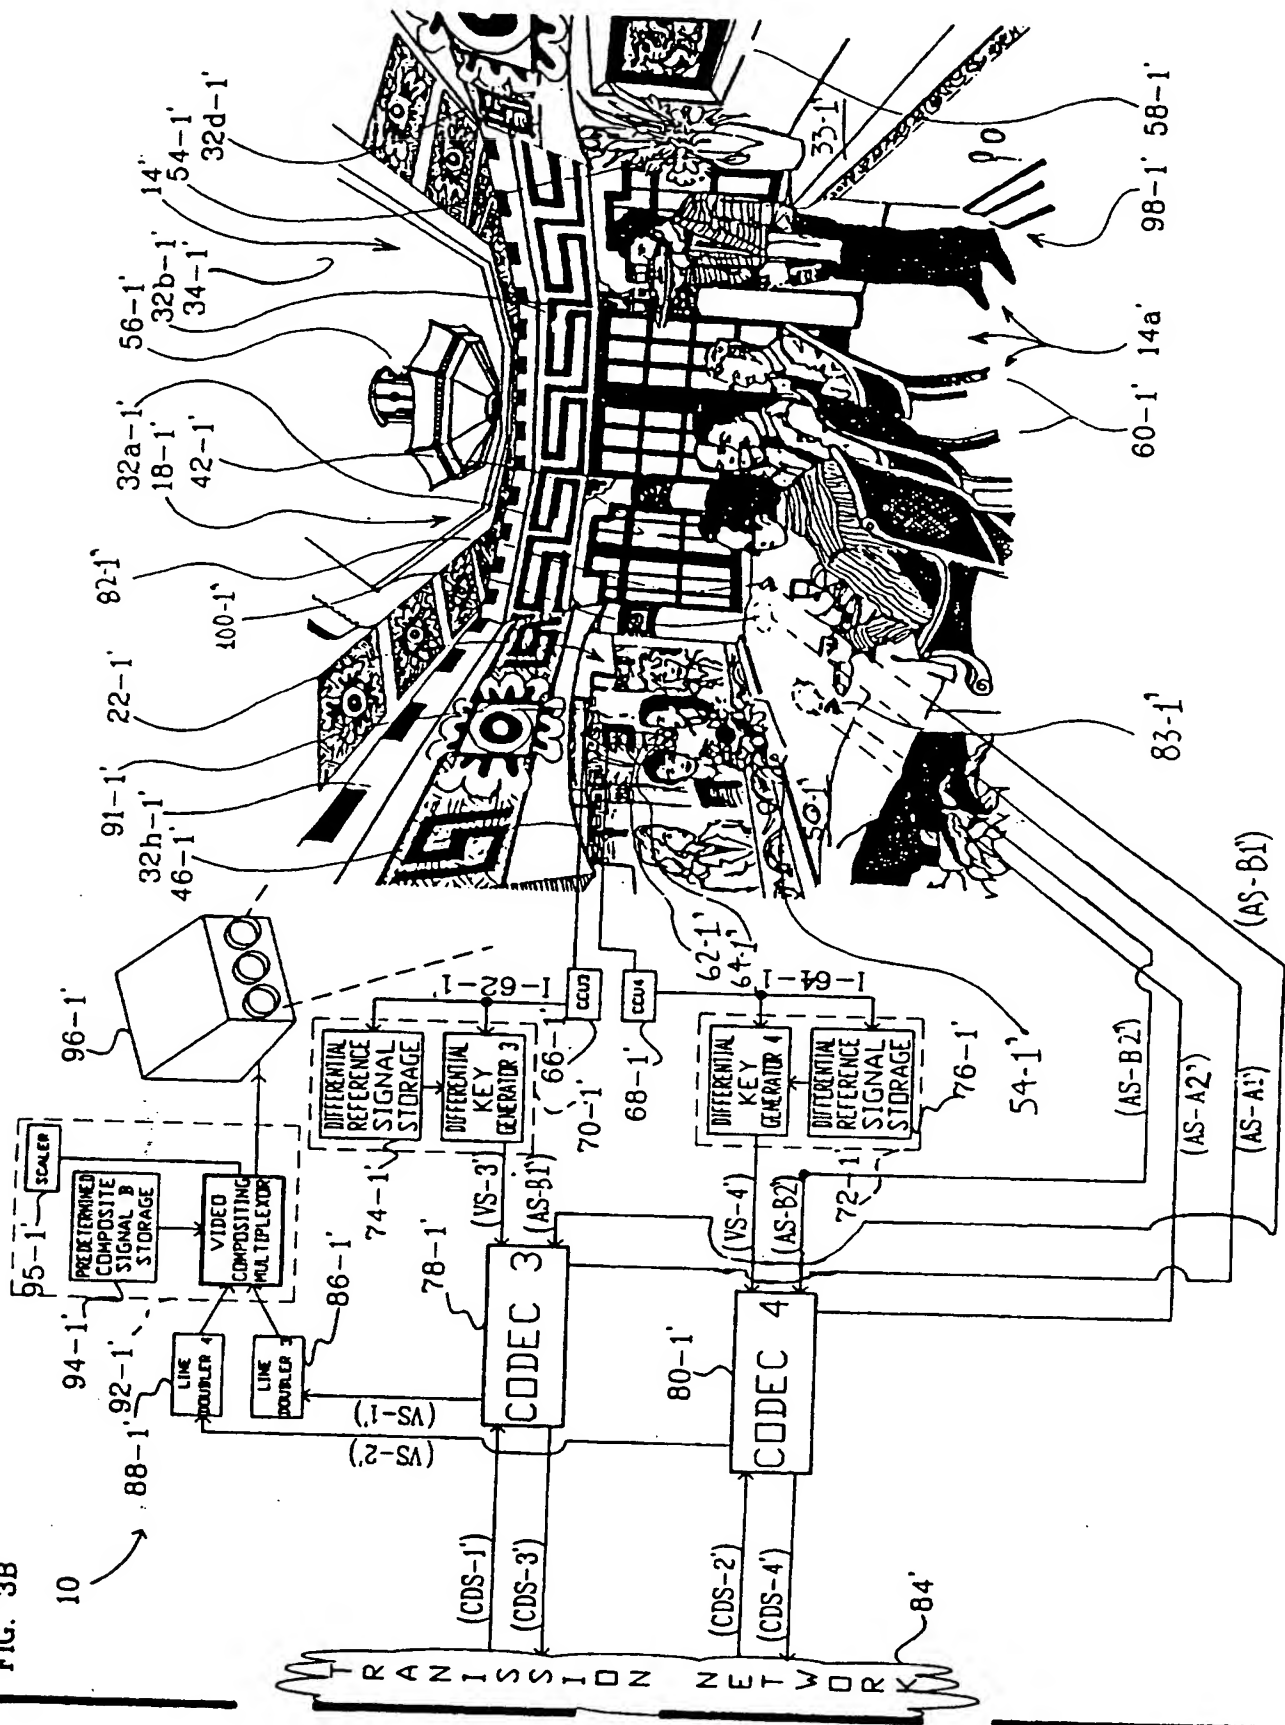 FIG. 3B
10
96-1'
95-1'
SCALER
PREDETERMINED
COMPOSITE
SIGNAL B
STORAGE
VIDEO
COMPOSITING
MULTIPLEXOR
94-1'
92-1'
88-1'
LINE
DOUBLER 4
LINE
DOUBLER 3
86-1'
DIFFERENTIAL
REFERENCE
SIGNAL
STORAGE
DIFFERENTIAL
KEY
GENERATOR 3
74-1'
(VS-3')
(AS-B1')
78-1'
CODEC 3
(VS-1')
(VS-2')
I-62-1'
CCU3
66-1'
70-1'
CCU4
68-1'
I-64-1
DIFFERENTIAL
KEY
GENERATOR 4
DIFFERENTIAL
REFERENCE
SIGNAL
STORAGE
76-1'
72-1'
(VS-4')
(AS-B2')
80-1'
CODEC 4
(CDS-1')
(CDS-3')
(CDS-2')
(CDS-4')
TRANISSION NETWORK
84'
62-1'
64-1'
54-1'
(AS-B2')
(AS-A2')
(AS-A1')
(AS-B1')
46-1'
32h-1'
91-1'
22-1'
100-1'
82-1'
42-1'
18-1'
32a-1'
56-1'
34-1'
32b-1'
14'
54-1'
32d-1'
50-1'
33-1'
83-1'
60-1'
14a'
98-1'
58-1'